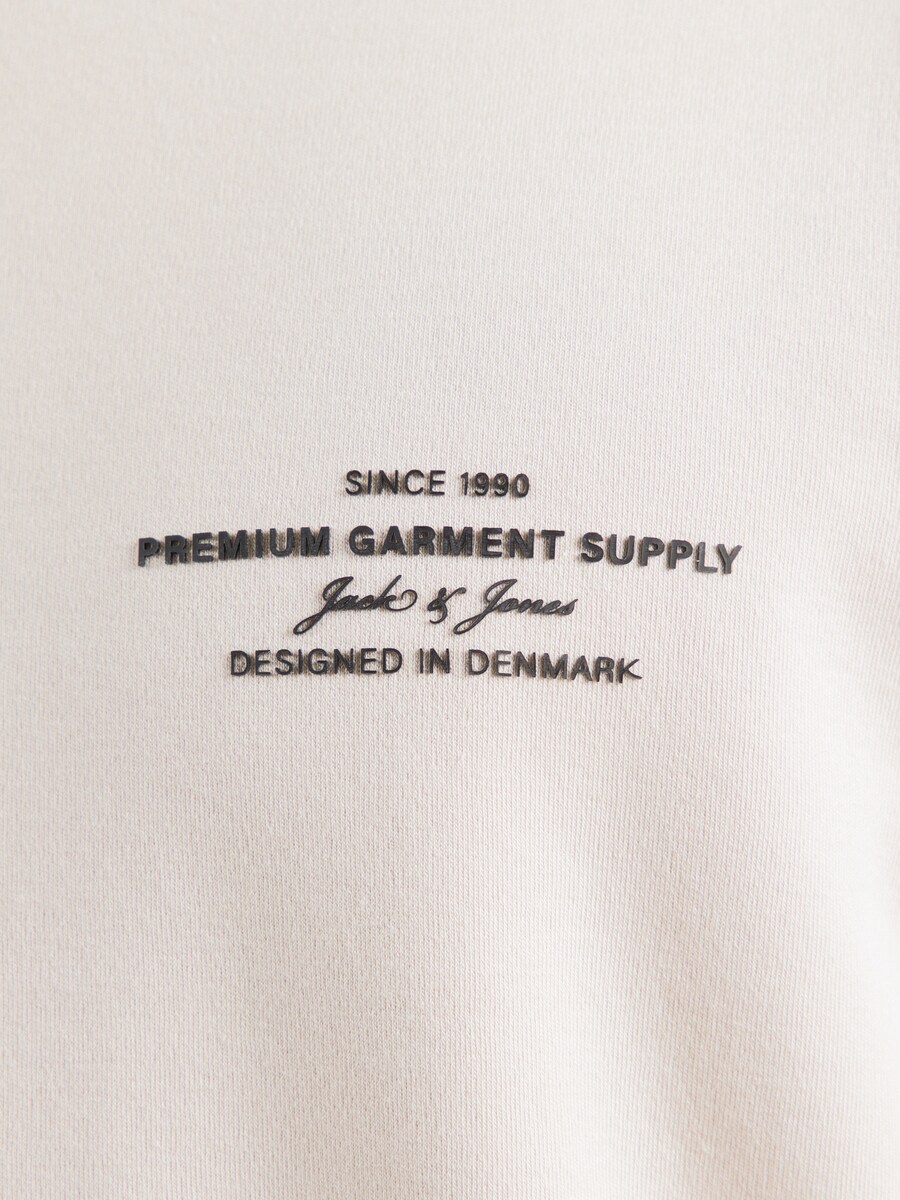 SINCE 1990
PREMIUM GARMENT SUPPLY
Jack & Jones
DESIGNED IN DENMARK